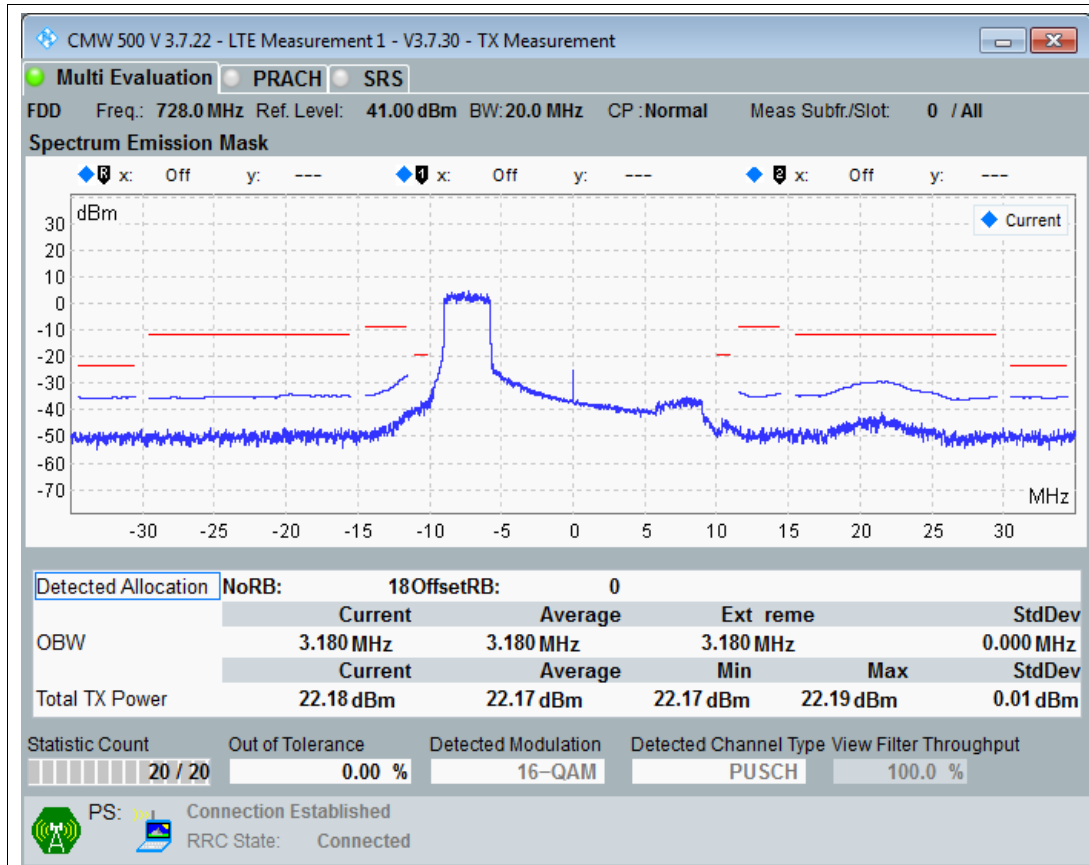 CMW 500 V 3.7.22 - LTE Measurement 1 - V3.7.30 - TX Measurement
Multi Evaluation PRACH SRS
FDD Freq.: 728.0 MHz Ref. Level: 41.00 dBm BW: 20.0 MHz CP : Normal Meas Subfr./Slot: 0 / All
Spectrum Emission Mask
R x: Off y: --- 1 x: Off y: --- 2 x: Off y: ---
dBm
Current
30
20
10
0
-10
-20
-30
-40
-50
-60
-70
MHz
-30 -25 -20 -15 -10 -5 0 5 10 15 20 25 30
Detected Allocation NoRB: 18 OffsetRB: 0
Current Average Ext reme StdDev
OBW 3.180 MHz 3.180 MHz 3.180 MHz 0.000 MHz
Current Average Min Max StdDev
Total TX Power 22.18 dBm 22.17 dBm 22.17 dBm 22.19 dBm 0.01 dBm
Statistic Count Out of Tolerance Detected Modulation Detected Channel Type View Filter Throughput
20 / 20 0.00 % 16-QAM PUSCH 100.0 %
PS: Connection Established
RRC State: Connected